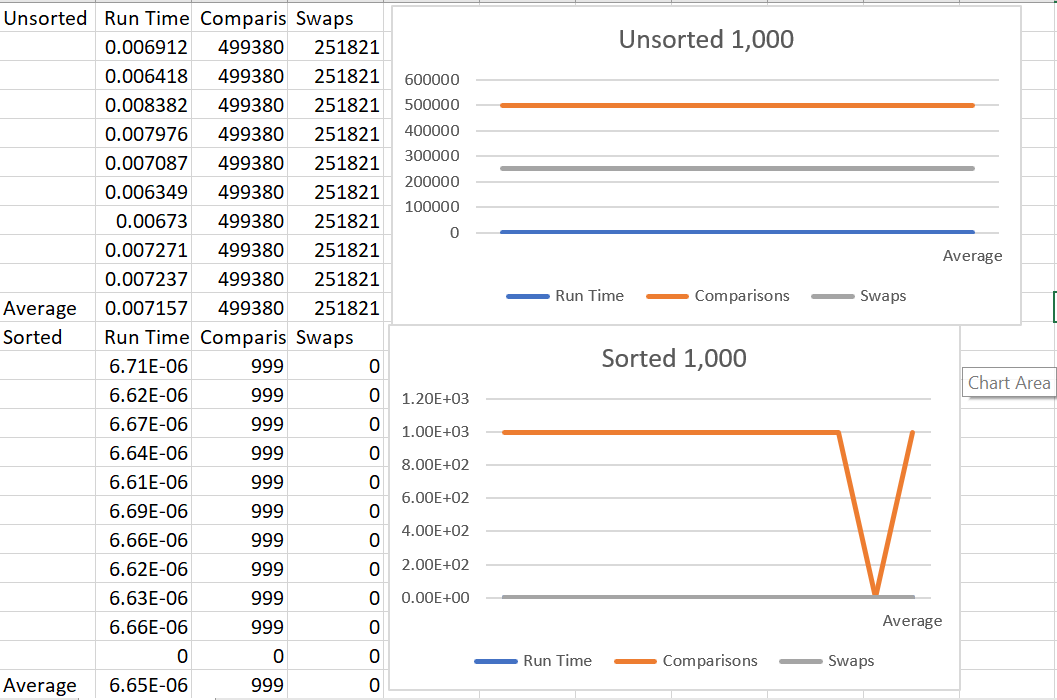 Unsorted Run Time Comparis Swaps
0.006912 499380 251821
0.006418 499380 251821
0.008382 499380 251821
0.007976 499380 251821
0.007087 499380 251821
0.006349 499380 251821
0.00673 499380 251821
0.007271 499380 251821
0.007237 499380 251821
Average 0.007157 499380 251821
Sorted Run Time Comparis Swaps
6.71E-06 999 0
6.62E-06 999 0
6.67E-06 999 0
6.64E-06 999 0
6.61E-06 999 0
6.69E-06 999 0
6.66E-06 999 0
6.62E-06 999 0
6.63E-06 999 0
6.66E-06 999 0
0 0 0
Average 6.65E-06 999 0
Unsorted 1,000
600000
500000
400000
300000
200000
100000
0
Average
Run Time Comparisons Swaps
Sorted 1,000
1.20E+03
1.00E+03
8.00E+02
6.00E+02
4.00E+02
2.00E+02
0.00E+00
Average
Run Time Comparisons Swaps
Chart Area